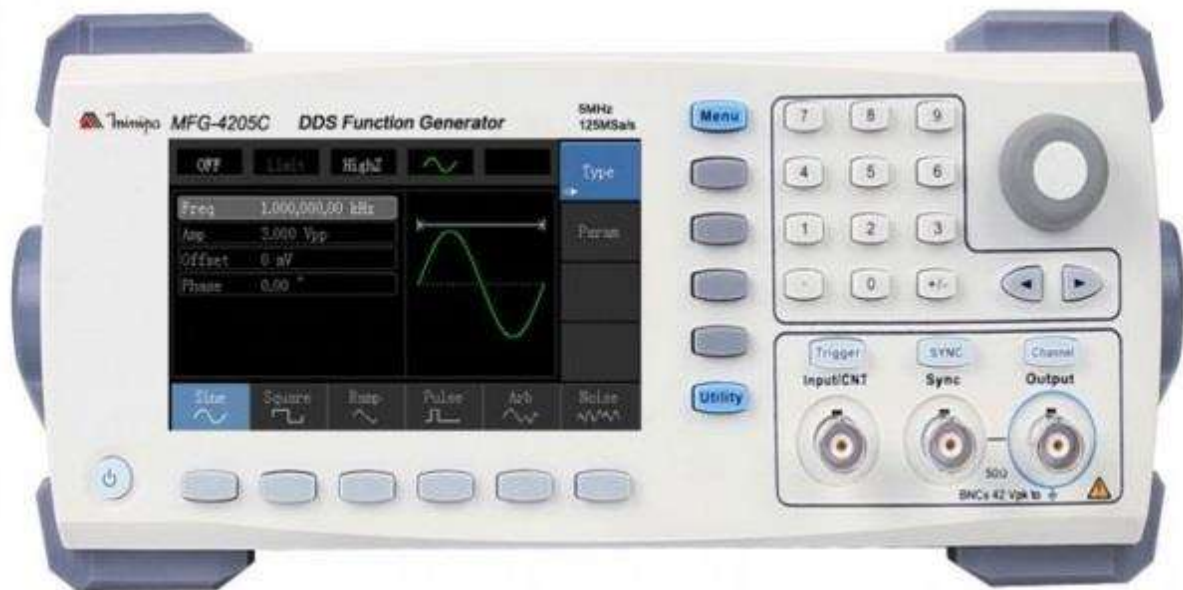 Minipa MFG-4205C DDS Function Generator
5MHz
125MSa/s
OFF Limit HighZ
Type
Freq 1.000,000,00 kHz
Amp 3.000 Vpp
Offset 0 mV
Phase 0.00 °
Param
Sine Square Ramp Pulse Arb Noise
Menu
Utility
7 8 9
4 5 6
1 2 3
. 0 +/-
Trigger SYNC Channel
Input/CNT Sync Output
50Ω
BNCs 42 Vpk to